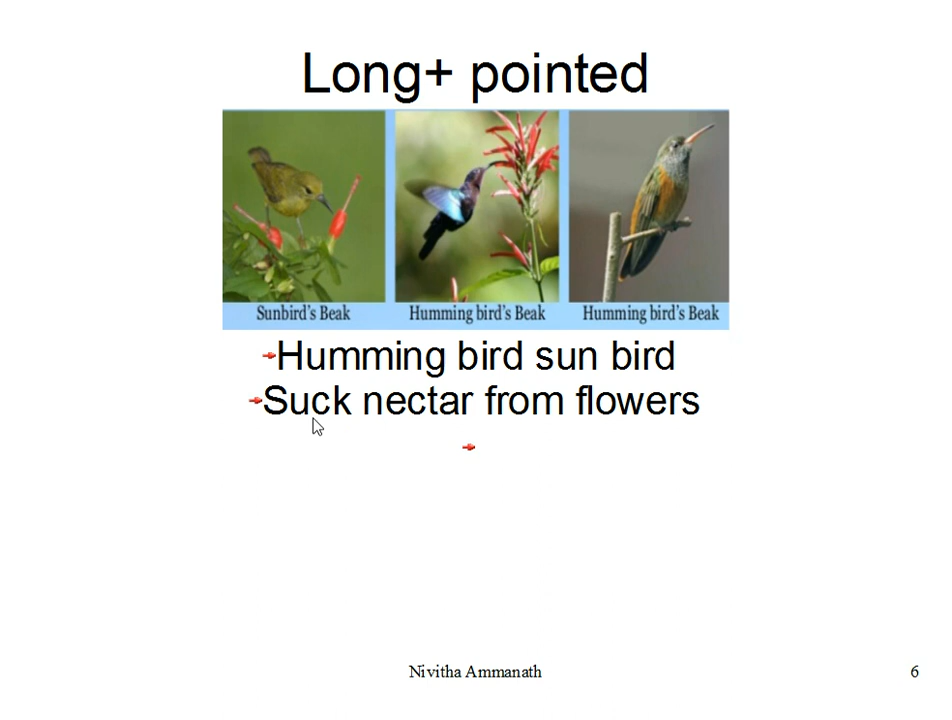 Long+ pointed
Sunbird's Beak
Humming bird's Beak
Humming bird's Beak
Humming bird sun bird
Suck nectar from flowers
Nivitha Ammanath
6